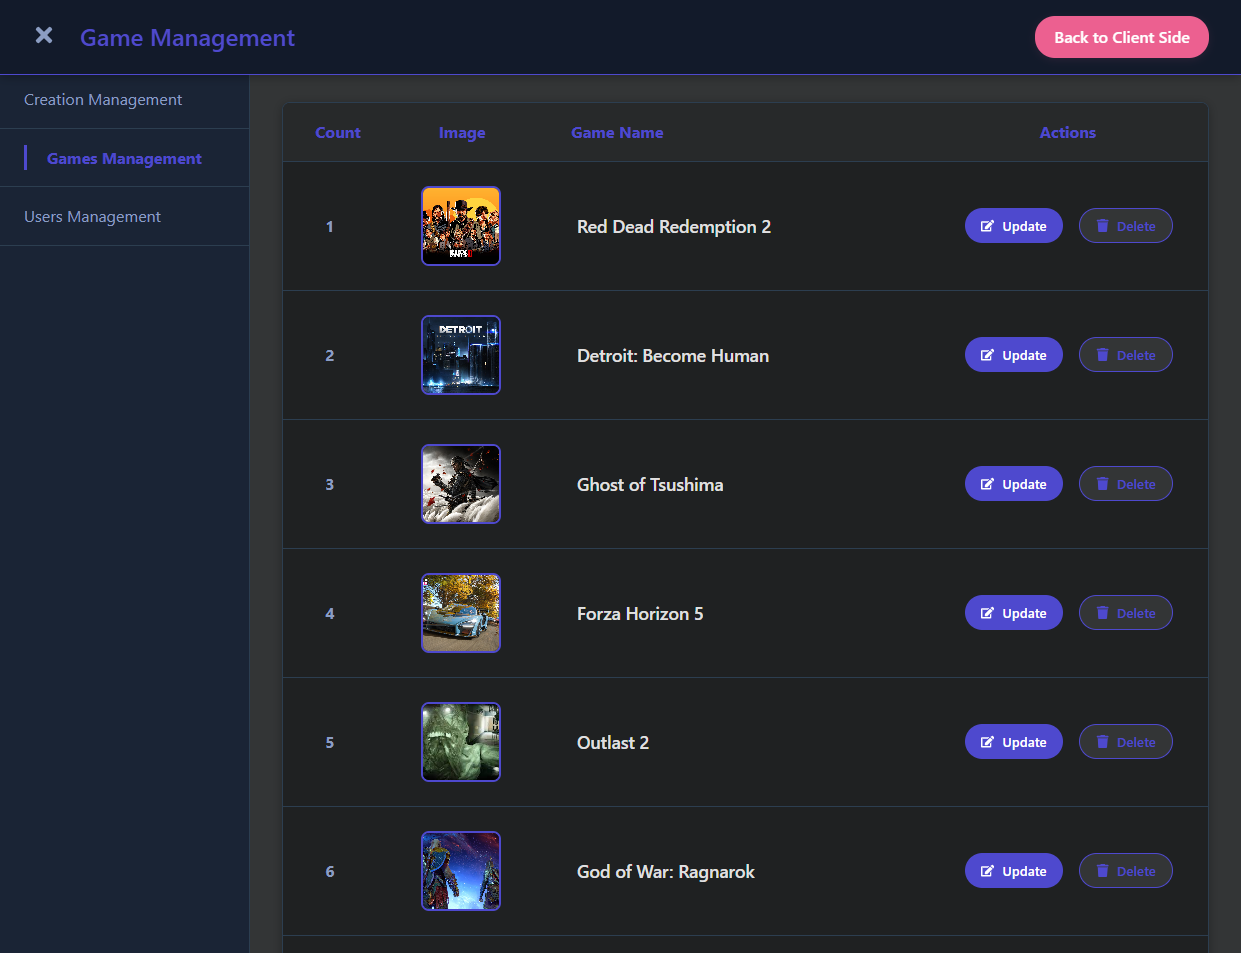 Game Management
Back to Client Side
Creation Management
Games Management
Users Management
Count Image Game Name Actions
1 Red Dead Redemption 2 Update Delete
DETROIT
2 Detroit: Become Human Update Delete
3 Ghost of Tsushima Update Delete
4 Forza Horizon 5 Update Delete
5 Outlast 2 Update Delete
6 God of War: Ragnarok Update Delete